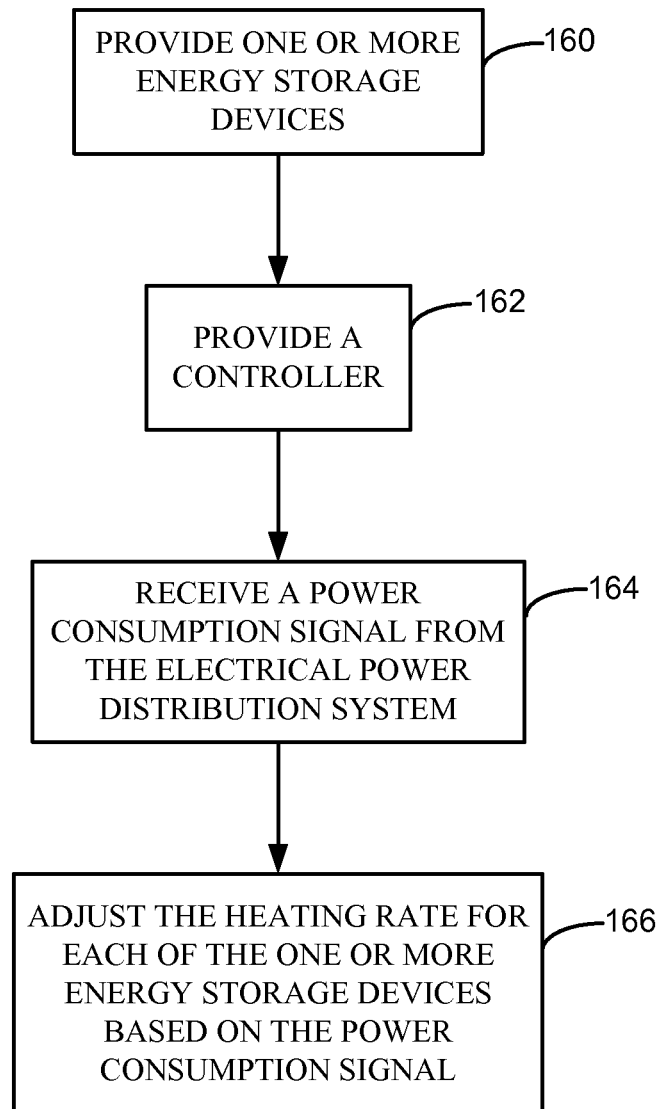 PROVIDE ONE OR MORE
ENERGY STORAGE
DEVICES
160
PROVIDE A
CONTROLLER
162
RECEIVE A POWER
CONSUMPTION SIGNAL FROM
THE ELECTRICAL POWER
DISTRIBUTION SYSTEM
164
ADJUST THE HEATING RATE FOR
EACH OF THE ONE OR MORE
ENERGY STORAGE DEVICES
BASED ON THE POWER
CONSUMPTION SIGNAL
166